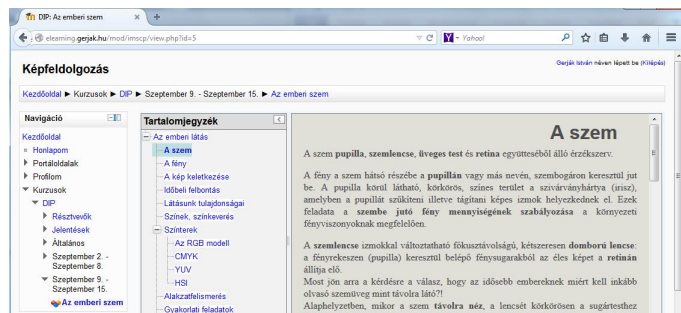 DIP: Az emberi szem
elearning.gerjak.hu/mod/imscp/view.php?id=5
Yahoo!
Képfeldolgozás
Gerják István néven lépett be (Kilépés)
Kezdőoldal ► Kurzusok ► DIP ► Szeptember 9. - Szeptember 15. ► Az emberi szem
Navigáció
Kezdőoldal
Honlapom
Portáloldalak
Profilom
Kurzusok
DIP
Résztvevők
Jelentések
Általános
Szeptember 2. -
Szeptember 8.
Szeptember 9. -
Szeptember 15.
Az emberi szem
Tartalomjegyzék
Az emberi látás
A szem
A fény
A kép keletkezése
Időbeli felbontás
Látásunk tulajdonságai
Színek, színkeverés
Színterek
Az RGB modell
CMYK
YUV
HSI
Alakzatfelismerés
Gyakorlati feladatok
A szem
A szem pupilla, szemlencse, üveges test és retina együtteséből álló érzékszerv.
A fény a szem hátsó részébe a pupillán vagy más nevén, szembogáron keresztül jut
be. A pupilla körül látható, körkörös, színes terület a szivárványhártya (írisz),
amelyben a pupillát szűkíteni illetve tágítani képes izmok helyezkednek el. Ezek
feladata a szembe jutó fény mennyiségének szabályozása a környezeti
fényviszonyoknak megfelelően.
A szemlencse izmokkal változtatható fókusztávolságú, kétszeresen domború lencse:
a fényrekeszen (pupilla) keresztül belépő fénysugarakból az éles képet a retinán
állítja elő.
Most jön arra a kérdésre a válasz, hogy az idősebb embereknek miért kell inkább
olvasó szemüveg mint távolra látó?!
Alaphelyzetben, mikor a szem távolra néz, a lencsét körkörösen a sugártesthez